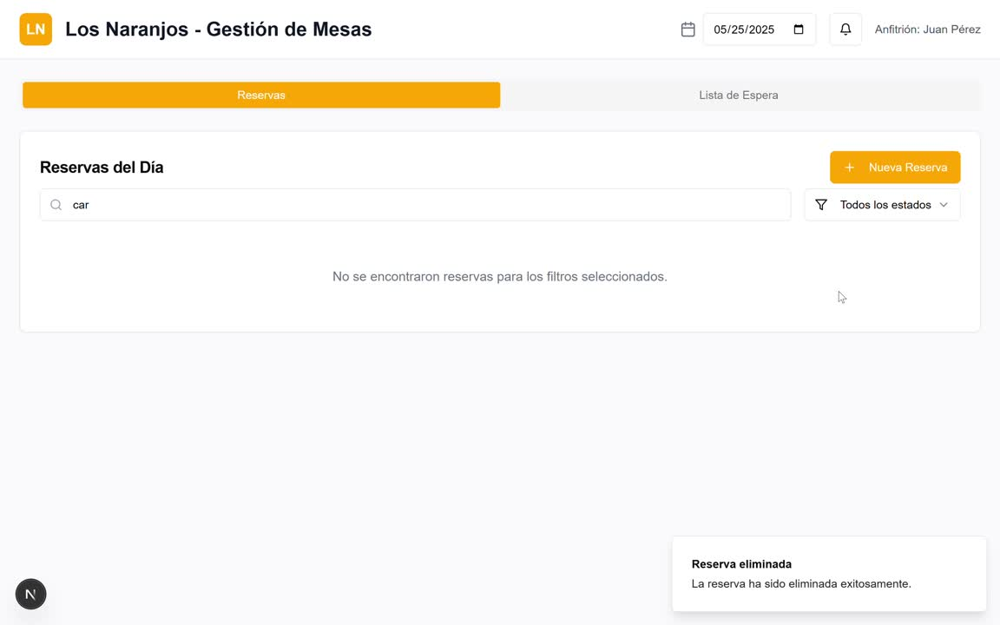 LN Los Naranjos - Gestión de Mesas 05/25/2025 Anfitrión: Juan Pérez
Reservas Lista de Espera
Reservas del Día Nueva Reserva
car Todos los estados
No se encontraron reservas para los filtros seleccionados.
Reserva eliminada
La reserva ha sido eliminada exitosamente.
N